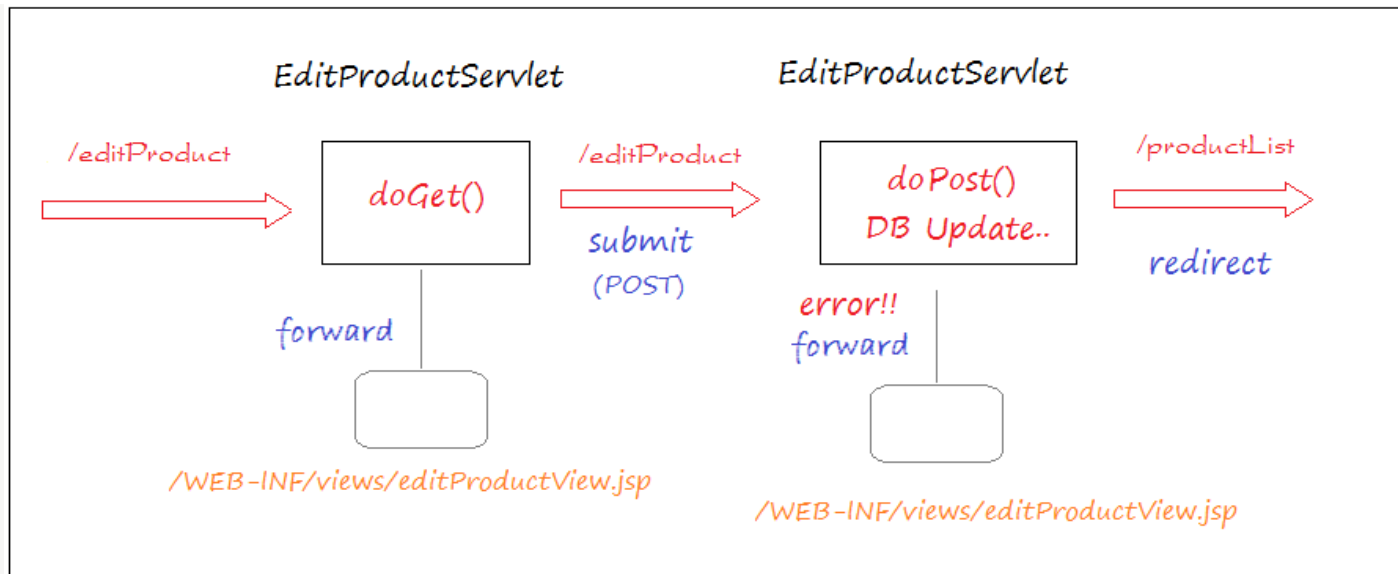 EditProductServlet
EditProductServlet
/editProduct
doGet()
/editProduct
submit
(POST)
doPost()
DB Update..
/productList
redirect
forward
error!!
forward
/WEB-INF/views/editProductView.jsp
/WEB-INF/views/editProductView.jsp